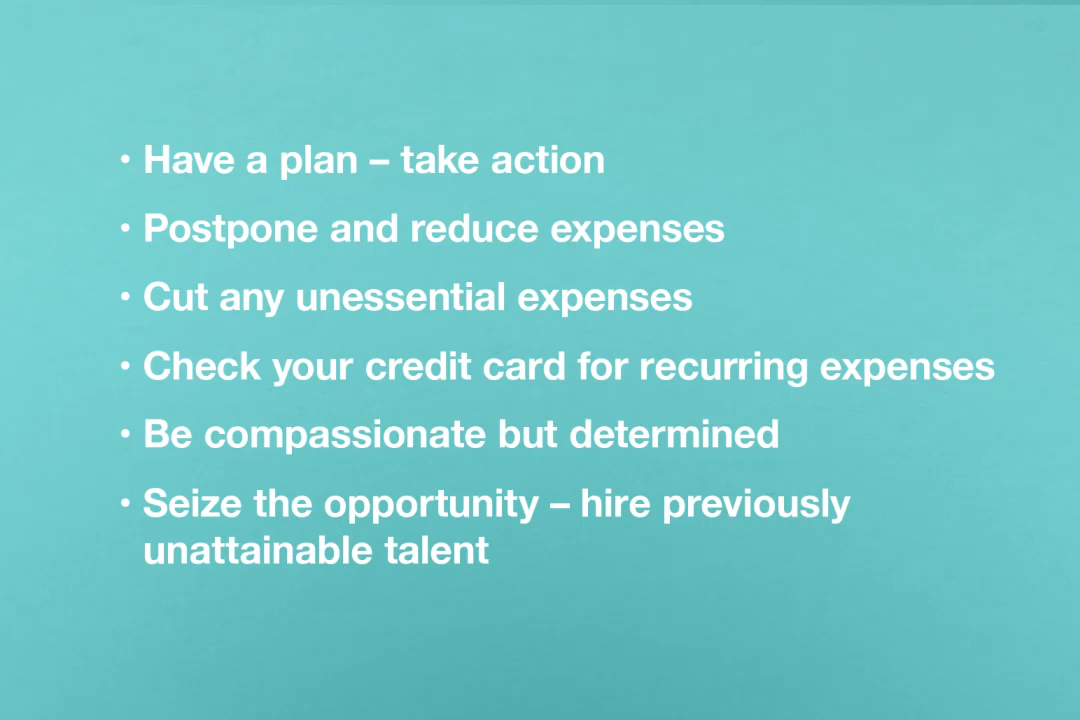 • Have a plan – take action
• Postpone and reduce expenses
• Cut any unessential expenses
• Check your credit card for recurring expenses
• Be compassionate but determined
• Seize the opportunity – hire previously
unattainable talent